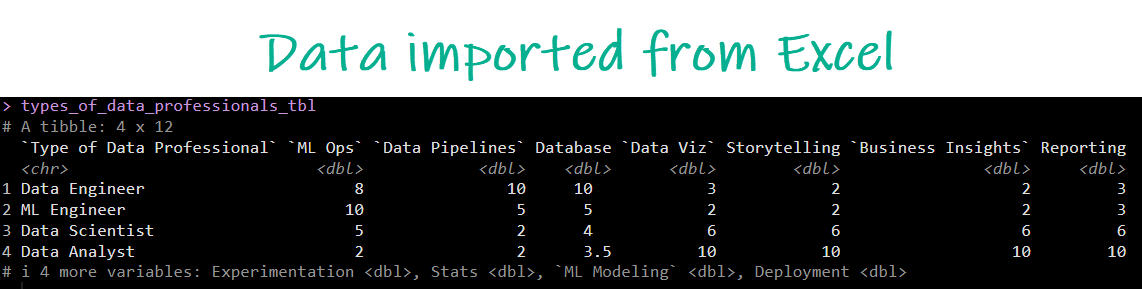 Data imported from Excel
> types_of_data_professionals_tbl
# A tibble: 4 x 12
`Type of Data Professional` `ML Ops` `Data Pipelines` Database `Data Viz` Storytelling `Business Insights` Reporting
<chr> <dbl> <dbl> <dbl> <dbl> <dbl> <dbl> <dbl>
1 Data Engineer 8 10 10 3 2 2 3
2 ML Engineer 10 5 5 2 2 2 3
3 Data Scientist 5 2 4 6 6 6 6
4 Data Analyst 2 2 3.5 10 10 10 10
# i 4 more variables: Experimentation <dbl>, Stats <dbl>, `ML Modeling` <dbl>, Deployment <dbl>